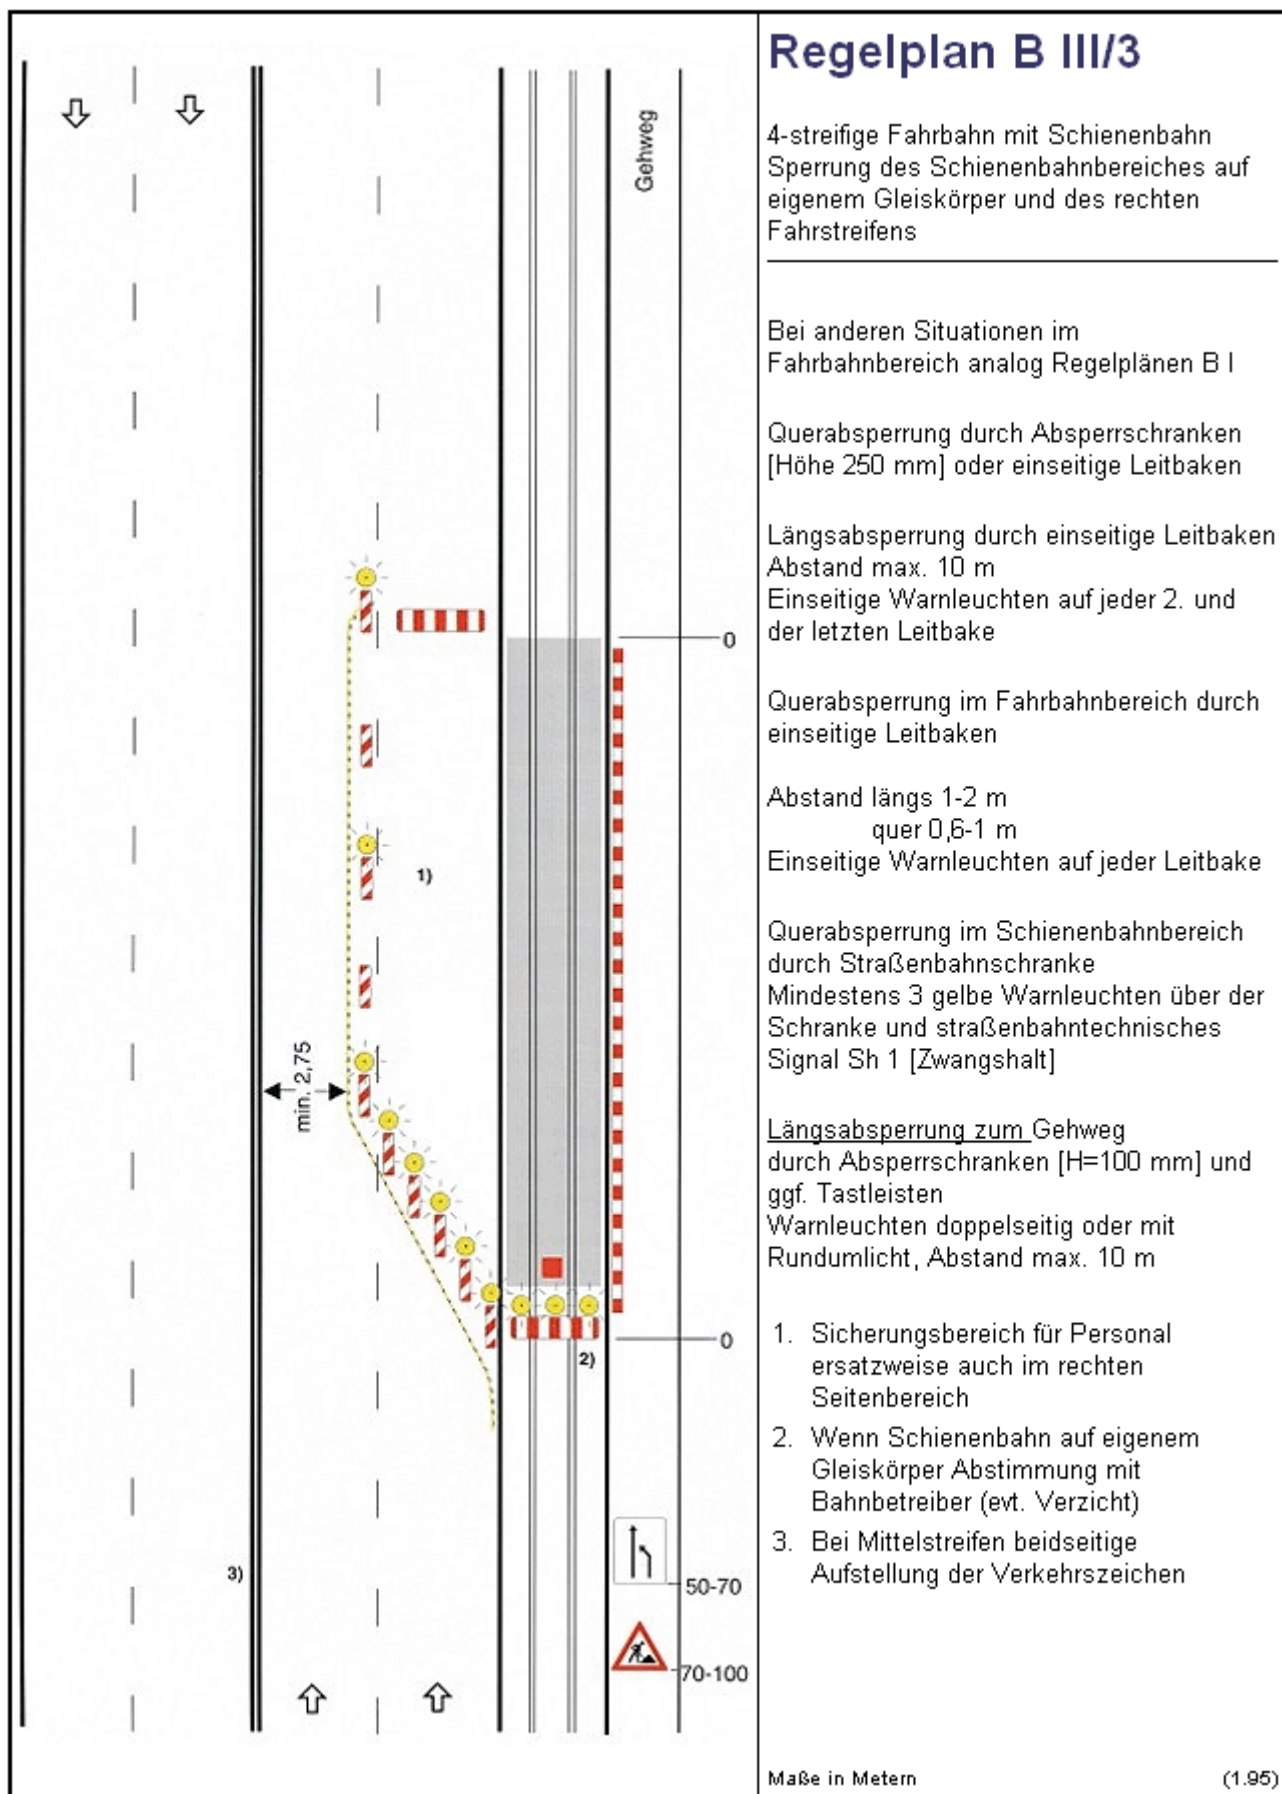 Regelplan B III/3
4-streifige Fahrbahn mit Schienenbahn
Sperrung des Schienenbahnbereiches auf
eigenem Gleiskörper und des rechten
Fahrstreifens
Bei anderen Situationen im
Fahrbahnbereich analog Regelplänen B I
Querabsperrung durch Absperrschranken
[Höhe 250 mm] oder einseitige Leitbaken
Längsabsperrung durch einseitige Leitbaken
Abstand max. 10 m
Einseitige Warnleuchten auf jeder 2. und
der letzten Leitbake
Querabsperrung im Fahrbahnbereich durch
einseitige Leitbaken
Abstand längs 1-2 m
quer 0,6-1 m
Einseitige Warnleuchten auf jeder Leitbake
Querabsperrung im Schienenbahnbereich
durch Straßenbahnschranke
Mindestens 3 gelbe Warnleuchten über der
Schranke und straßenbahntechnisches
Signal Sh 1 [Zwangshalt]
Längsabsperrung zum Gehweg
durch Absperrschranken [H=100 mm] und
ggf. Tastleisten
Warnleuchten doppelseitig oder mit
Rundumlicht, Abstand max. 10 m
1. Sicherungsbereich für Personal
ersatzweise auch im rechten
Seitenbereich
2. Wenn Schienenbahn auf eigenem
Gleiskörper Abstimmung mit
Bahnbetreiber (evt. Verzicht)
3. Bei Mittelstreifen beidseitige
Aufstellung der Verkehrszeichen
Maße in Metern (1.95)
Gehweg
0
1)
min. 2,75
0
2)
3)
50-70
70-100